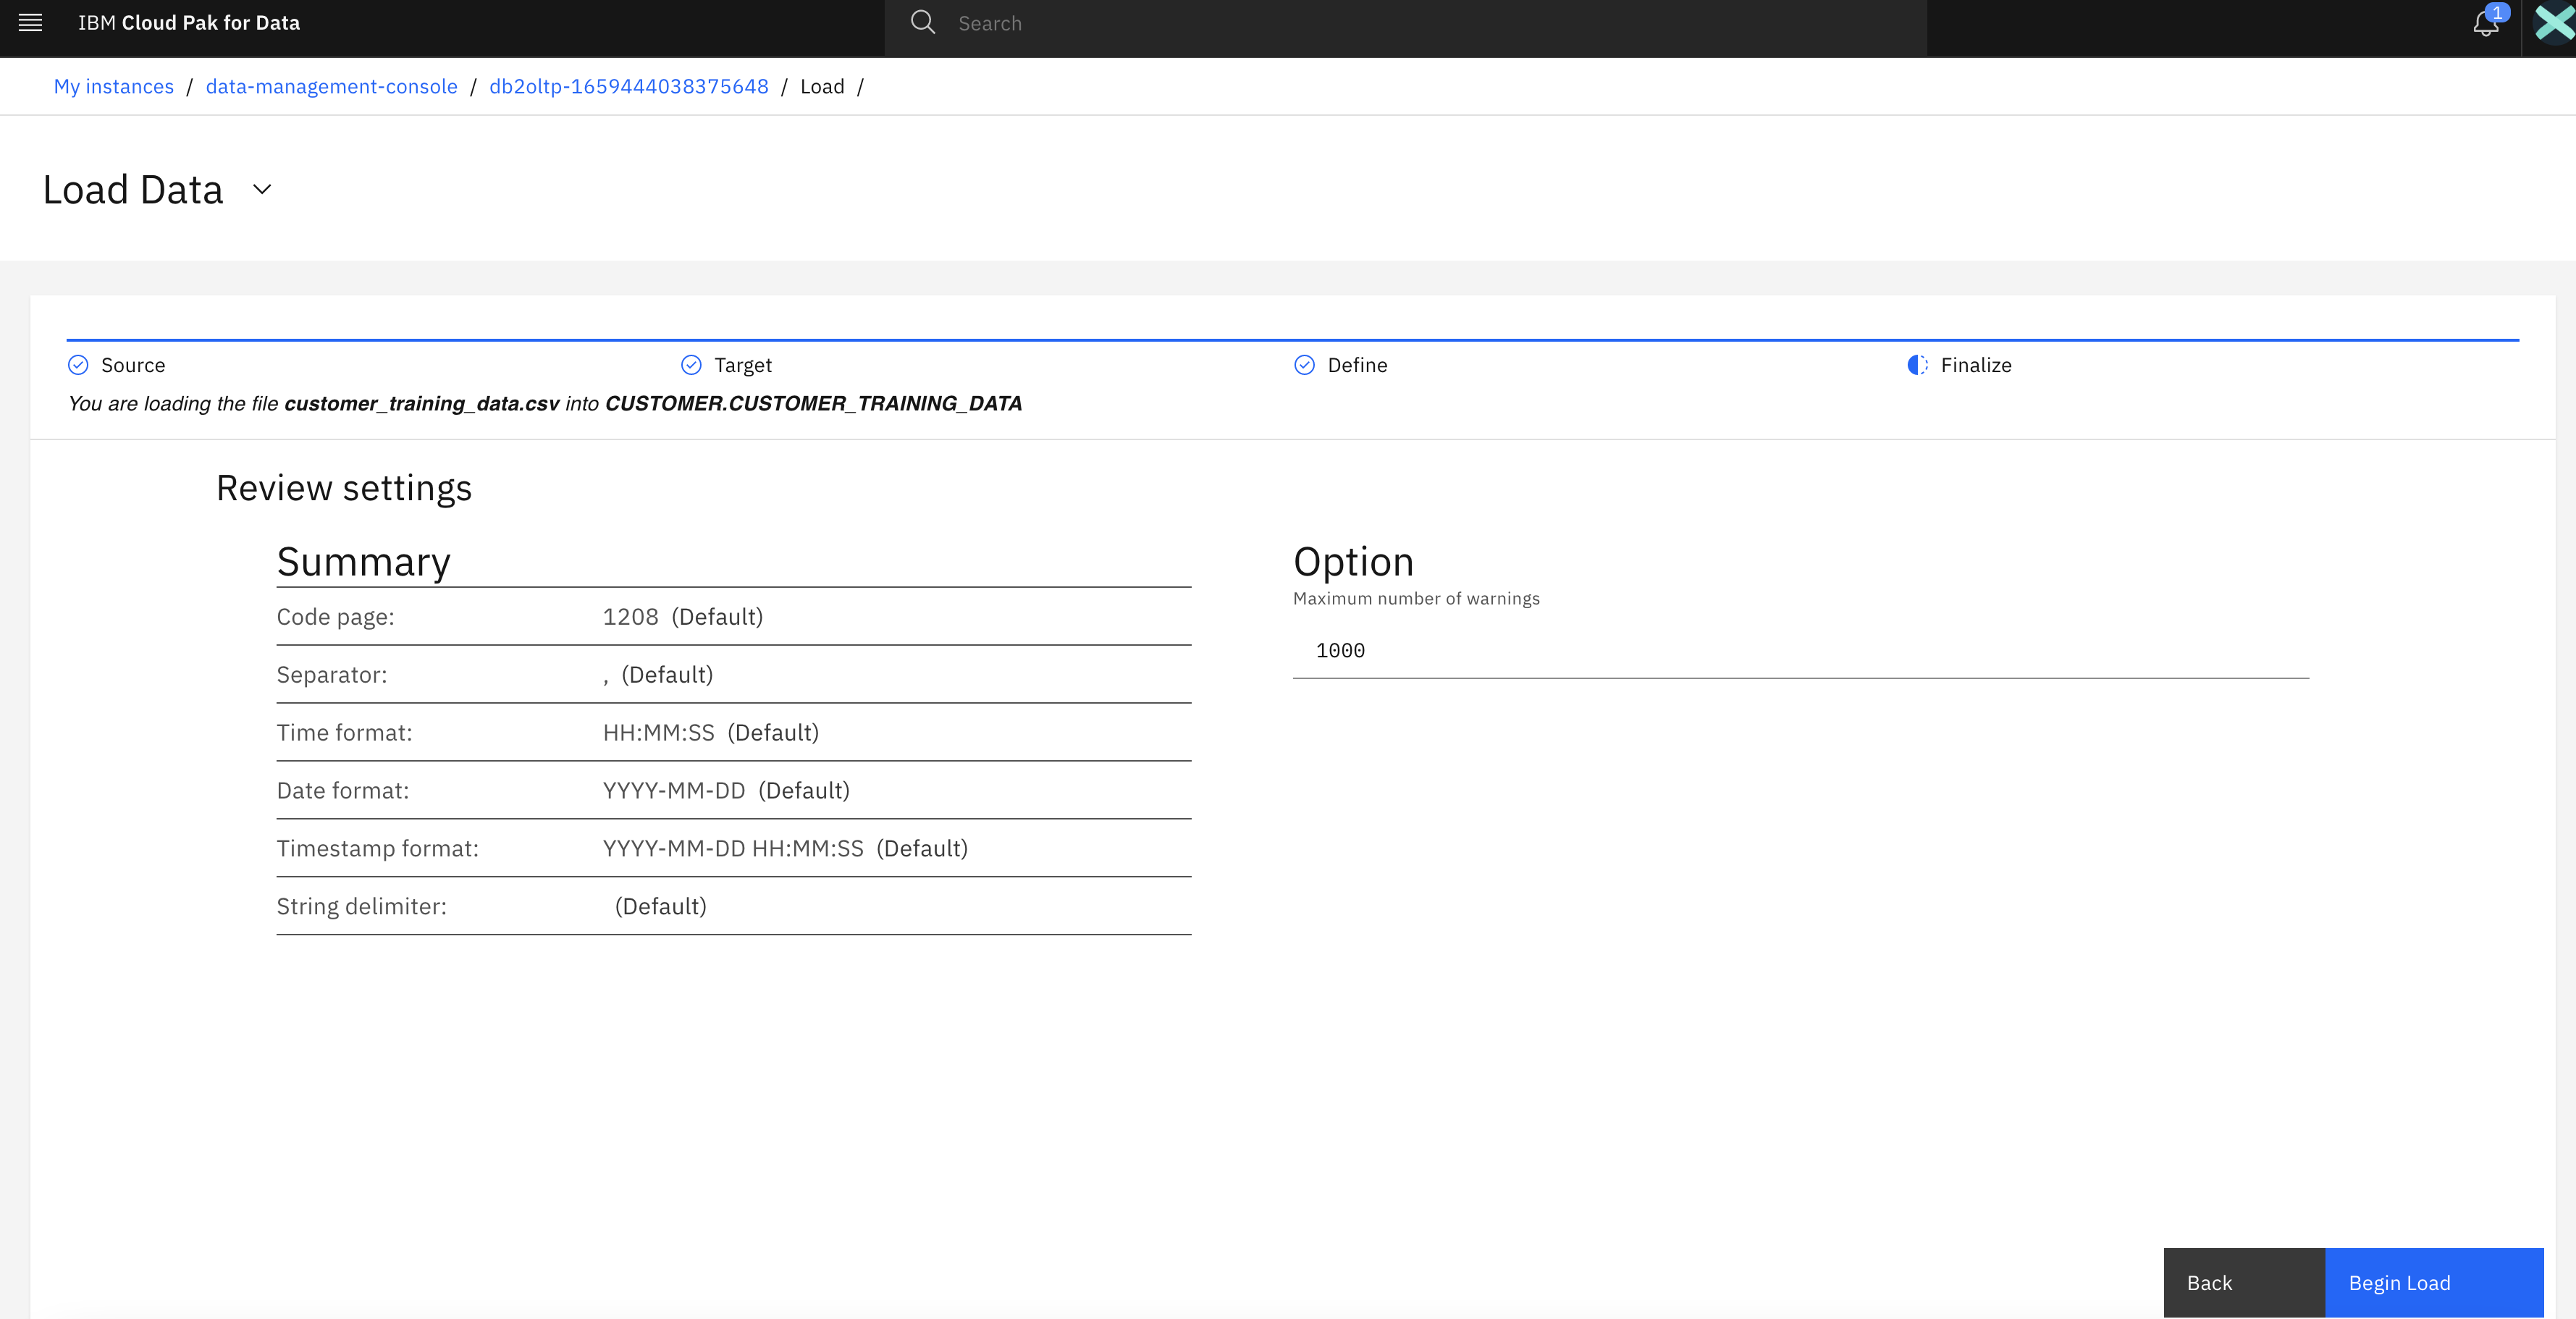 IBM Cloud Pak for Data
Search
1
My instances / data-management-console / db2oltp-1659444038375648 / Load /
Load Data
Source
Target
Define
Finalize
You are loading the file customer_training_data.csv into CUSTOMER.CUSTOMER_TRAINING_DATA
Review settings
Summary
Code page: 1208 (Default)
Separator: , (Default)
Time format: HH:MM:SS (Default)
Date format: YYYY-MM-DD (Default)
Timestamp format: YYYY-MM-DD HH:MM:SS (Default)
String delimiter: (Default)
Option
Maximum number of warnings
1000
Back
Begin Load